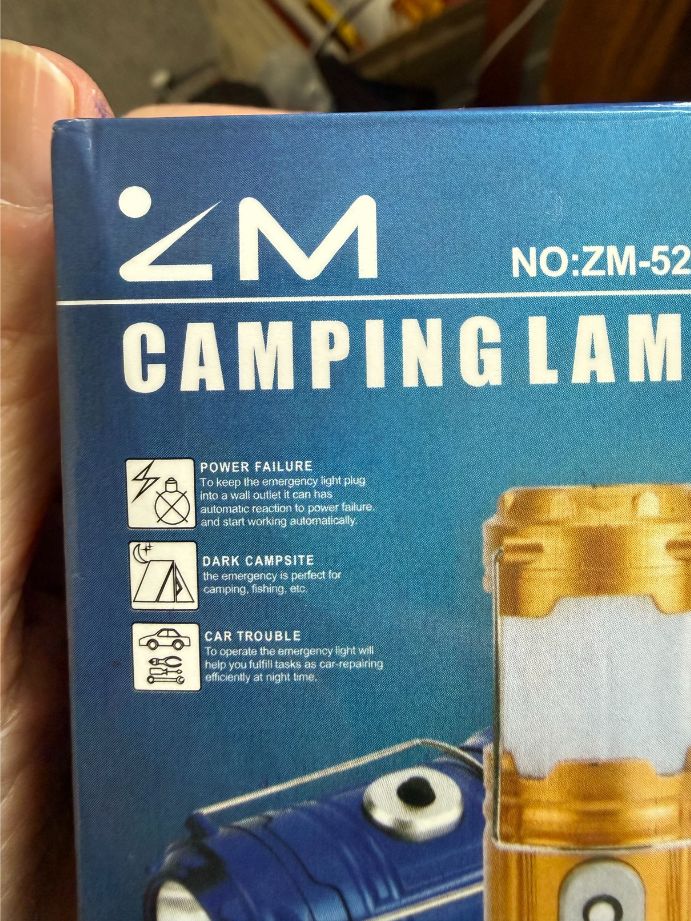 ZM
NO:ZM-52
CAMPING LAM
POWER FAILURE
To keep the emergency light plug
into a wall outlet it can has
automatic reaction to power failure.
and start working automatically.
DARK CAMPSITE
the emergency is perfect for
camping, fishing, etc.
CAR TROUBLE
To operate the emergency light will
help you fulfill tasks as car-repairing
efficiently at night time.